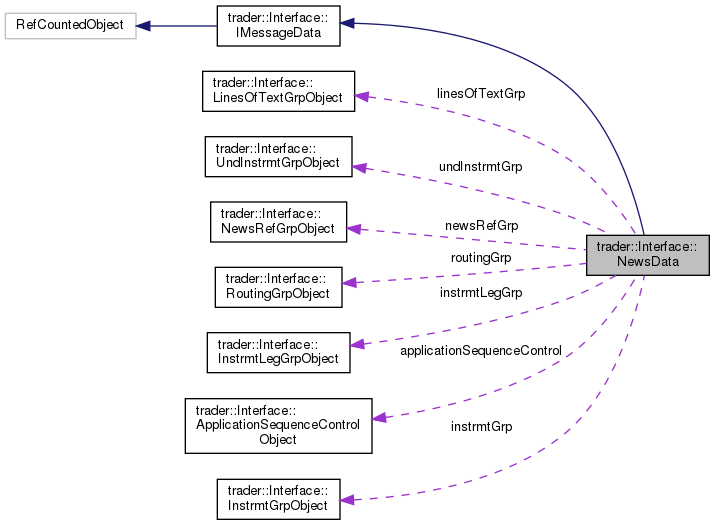 RefCountedObject
trader::Interface::
IMessageData
trader::Interface::
LinesOfTextGrpObject
linesOfTextGrp
trader::Interface::
UndInstrmtGrpObject
undInstrmtGrp
trader::Interface::
NewsRefGrpObject
newsRefGrp
trader::Interface::
NewsData
routingGrp
trader::Interface::
RoutingGrpObject
instrmtLegGrp
trader::Interface::
InstrmtLegGrpObject
applicationSequenceControl
trader::Interface::
ApplicationSequenceControl
Object
instrmtGrp
trader::Interface::
InstrmtGrpObject